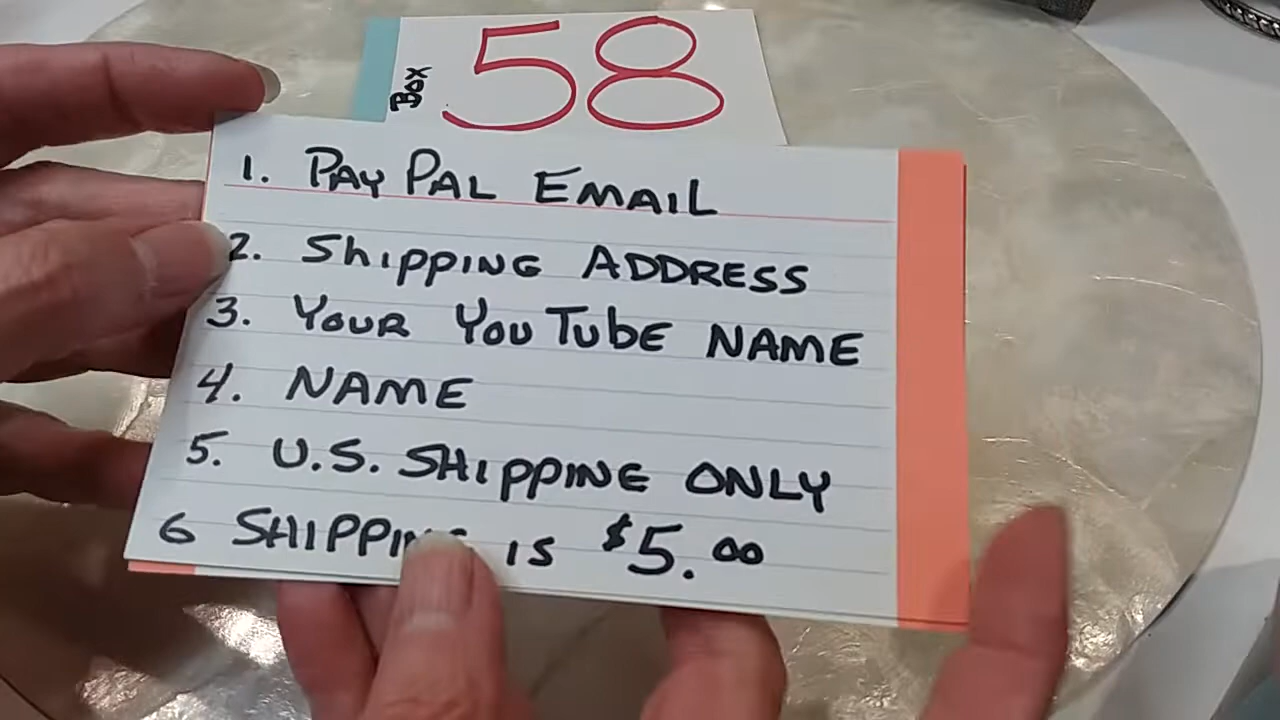 Box 58
1. PAYPAL EMAIL
2. ShIPPING ADDRESS
3. YOUR YouTubE NAME
4. NAME
5. U.S. SHIPPING ONLY
6 SHIPPING IS $5.00